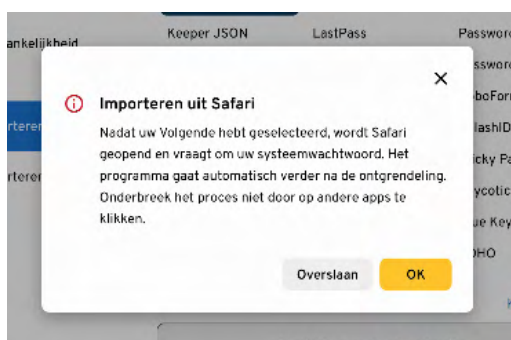 Keeper JSON LastPass
Importeren uit Safari
Nadat uw Volgende hebt geselecteerd, wordt Safari
geopend en vraagt om uw systeemwachtwoord. Het
programma gaat automatisch verder na de ontgrendeling.
Onderbreek het proces niet door op andere apps te
klikken.
Overslaan OK